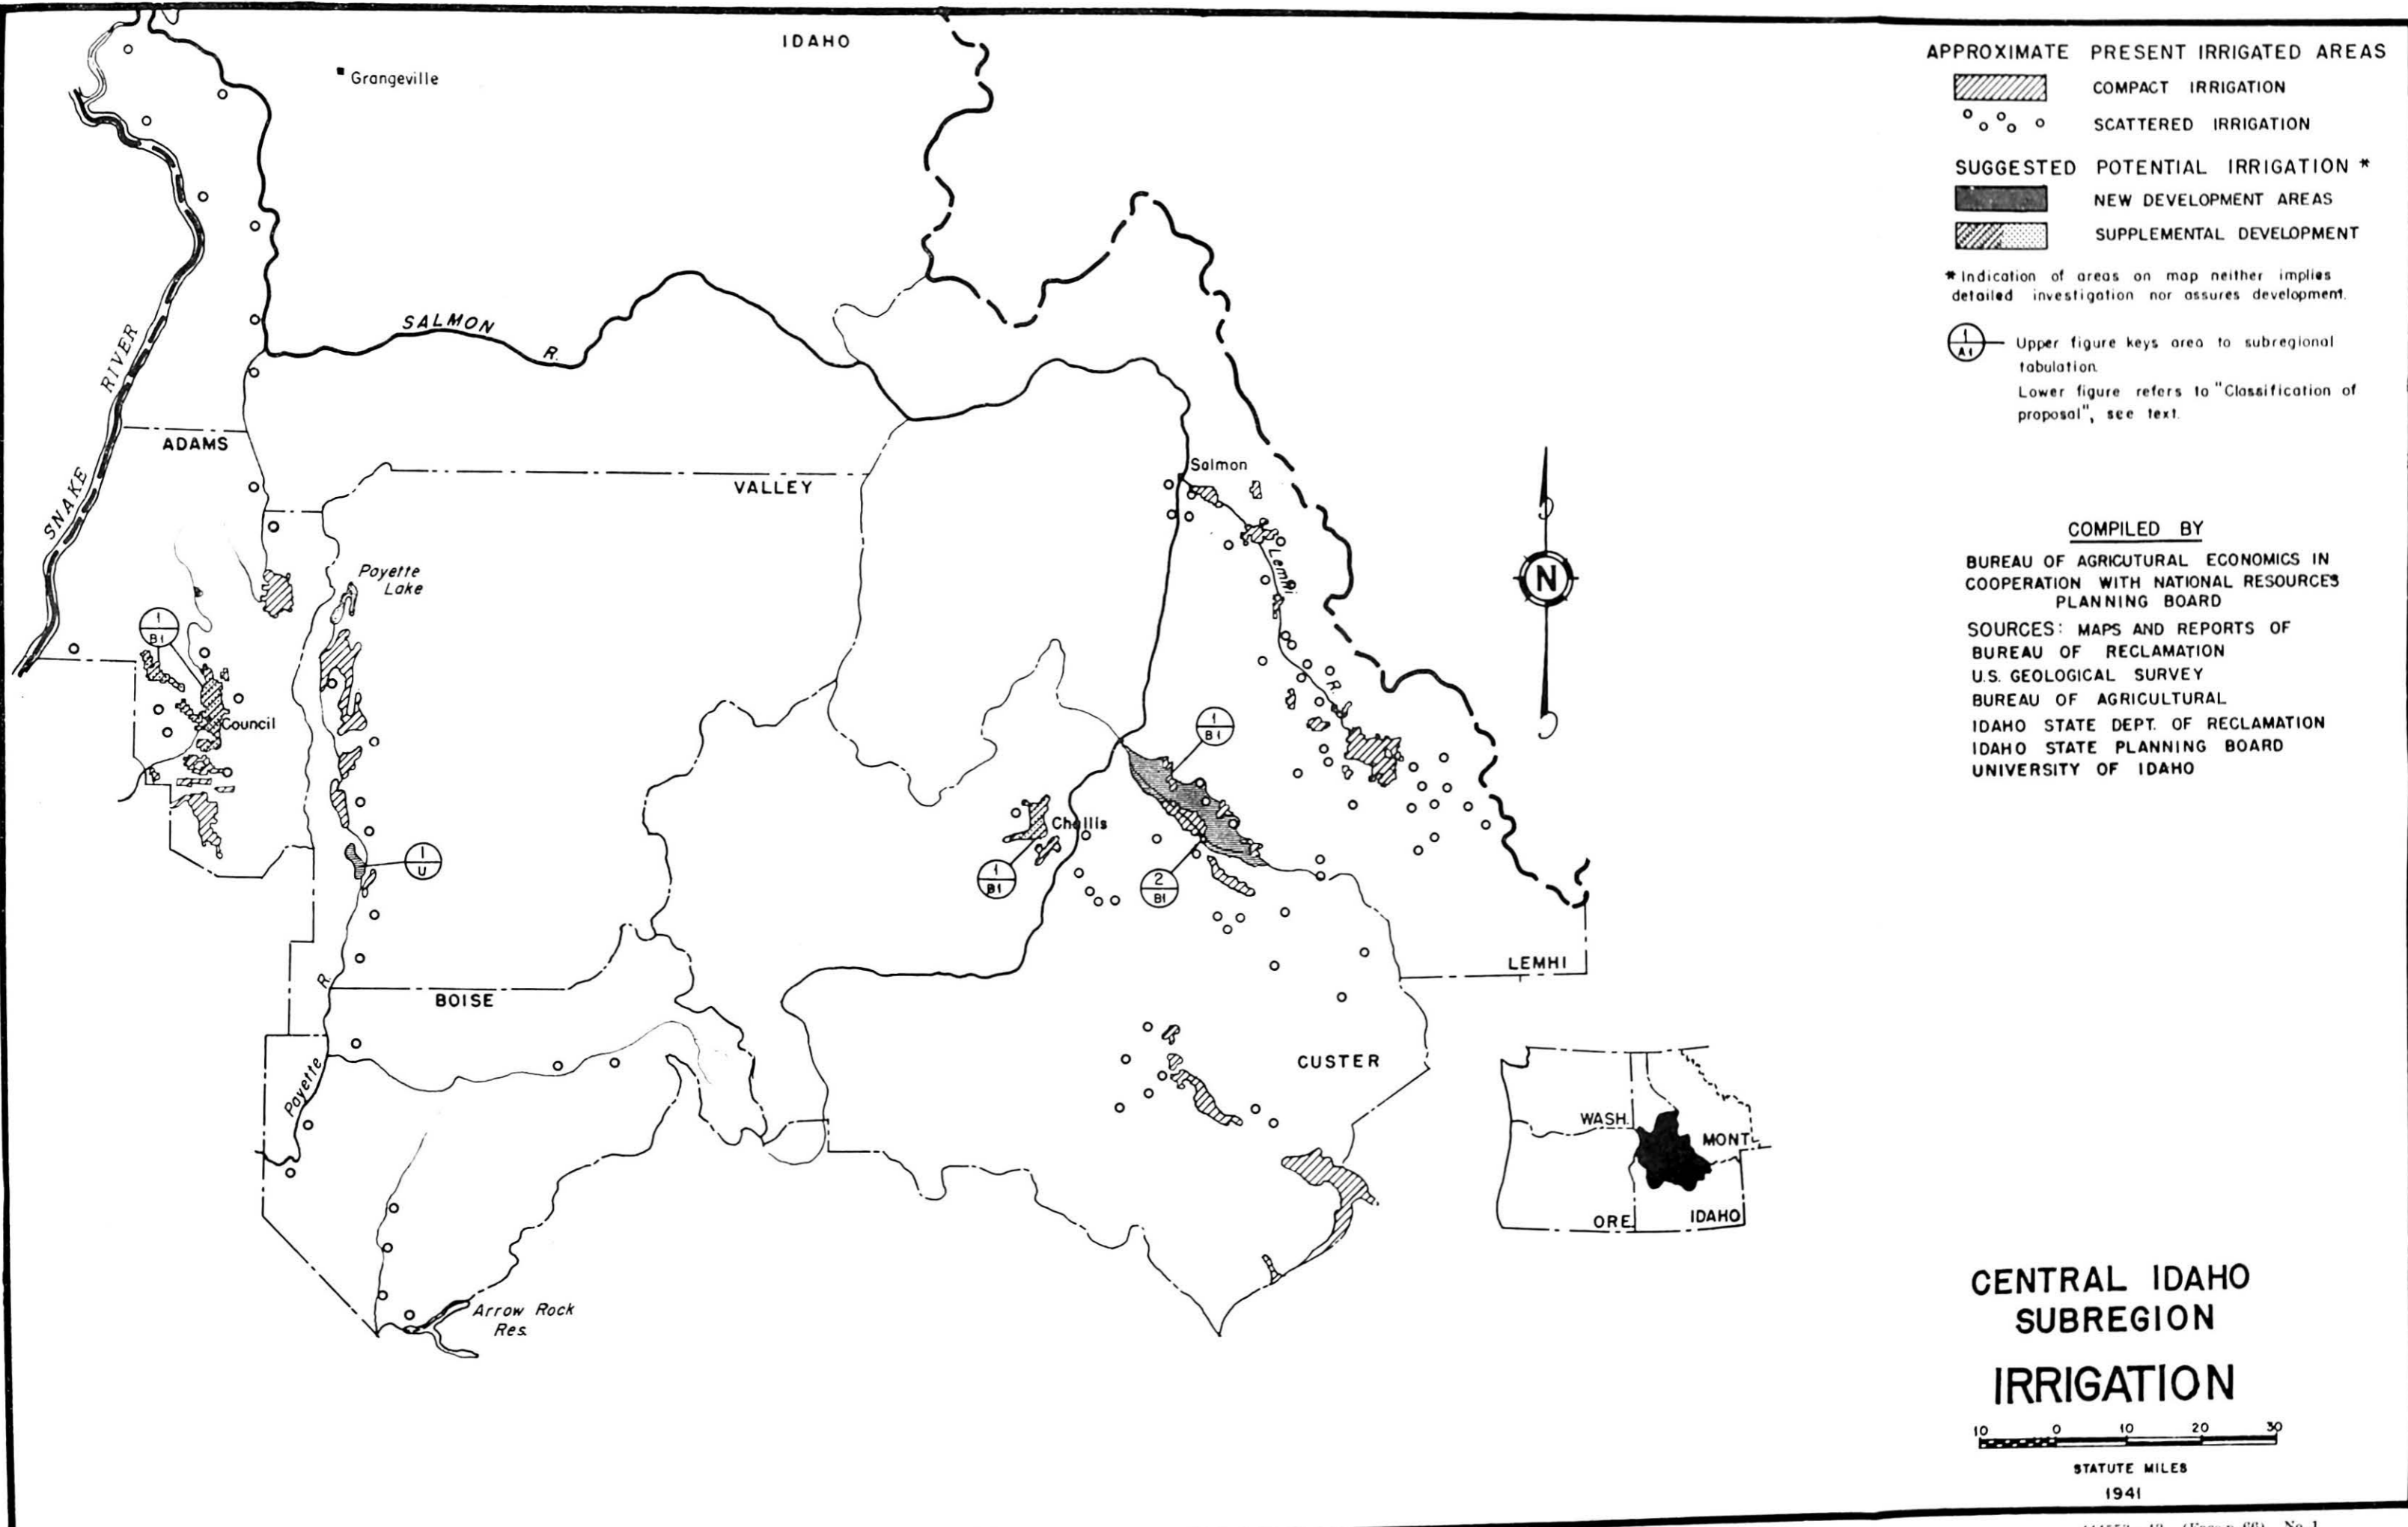 IDAHO
Grangeville
SALMON
R.
SNAKE RIVER
ADAMS
VALLEY
Salmon
Lemhi
R.
Payette
Lake
1
B1
Council
1
B1
Challis
1
B1
2
B1
1
U
LEMHI
R.
BOISE
Payette
CUSTER
Arrow Rock
Res.
APPROXIMATE PRESENT IRRIGATED AREAS
COMPACT IRRIGATION
SCATTERED IRRIGATION
SUGGESTED POTENTIAL IRRIGATION *
NEW DEVELOPMENT AREAS
SUPPLEMENTAL DEVELOPMENT
* Indication of areas on map neither implies
detailed investigation nor assures development.
1
A1
Upper figure keys area to subregional
tabulation.
Lower figure refers to "Classification of
proposal", see text.
N
COMPILED BY
BUREAU OF AGRICUTURAL ECONOMICS IN
COOPERATION WITH NATIONAL RESOURCES
PLANNING BOARD
SOURCES: MAPS AND REPORTS OF
BUREAU OF RECLAMATION
U.S. GEOLOGICAL SURVEY
BUREAU OF AGRICULTURAL
IDAHO STATE DEPT. OF RECLAMATION
IDAHO STATE PLANNING BOARD
UNIVERSITY OF IDAHO
WASH.
MONT.
ORE.
IDAHO
CENTRAL IDAHO
SUBREGION
IRRIGATION
10 0 10 20 30
STATUTE MILES
1941